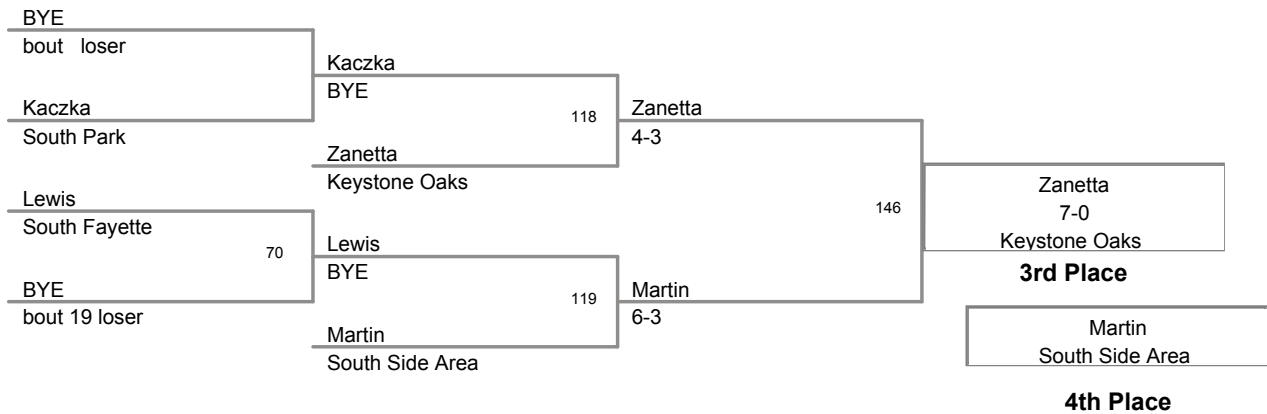 BYE
bout loser
Kaczka
BYE
Kaczka
South Park
118
Zanetta
4-3
Zanetta
Keystone Oaks
Lewis
South Fayette
70
Lewis
BYE
BYE
bout 19 loser
119
Martin
6-3
Martin
South Side Area
146
Zanetta
7-0
Keystone Oaks
3rd Place
Martin
South Side Area
4th Place